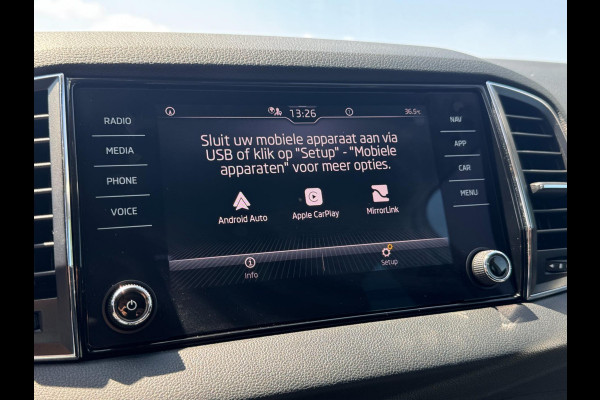 13:26
36.5°C
RADIO
MEDIA
PHONE
VOICE
Sluit uw mobiele apparaat aan via
USB of klik op "Setup" - "Mobiele
apparaten" voor meer opties.
Android Auto
Apple CarPlay
MirrorLink
Info
Setup
NAV
APP
CAR
MENU